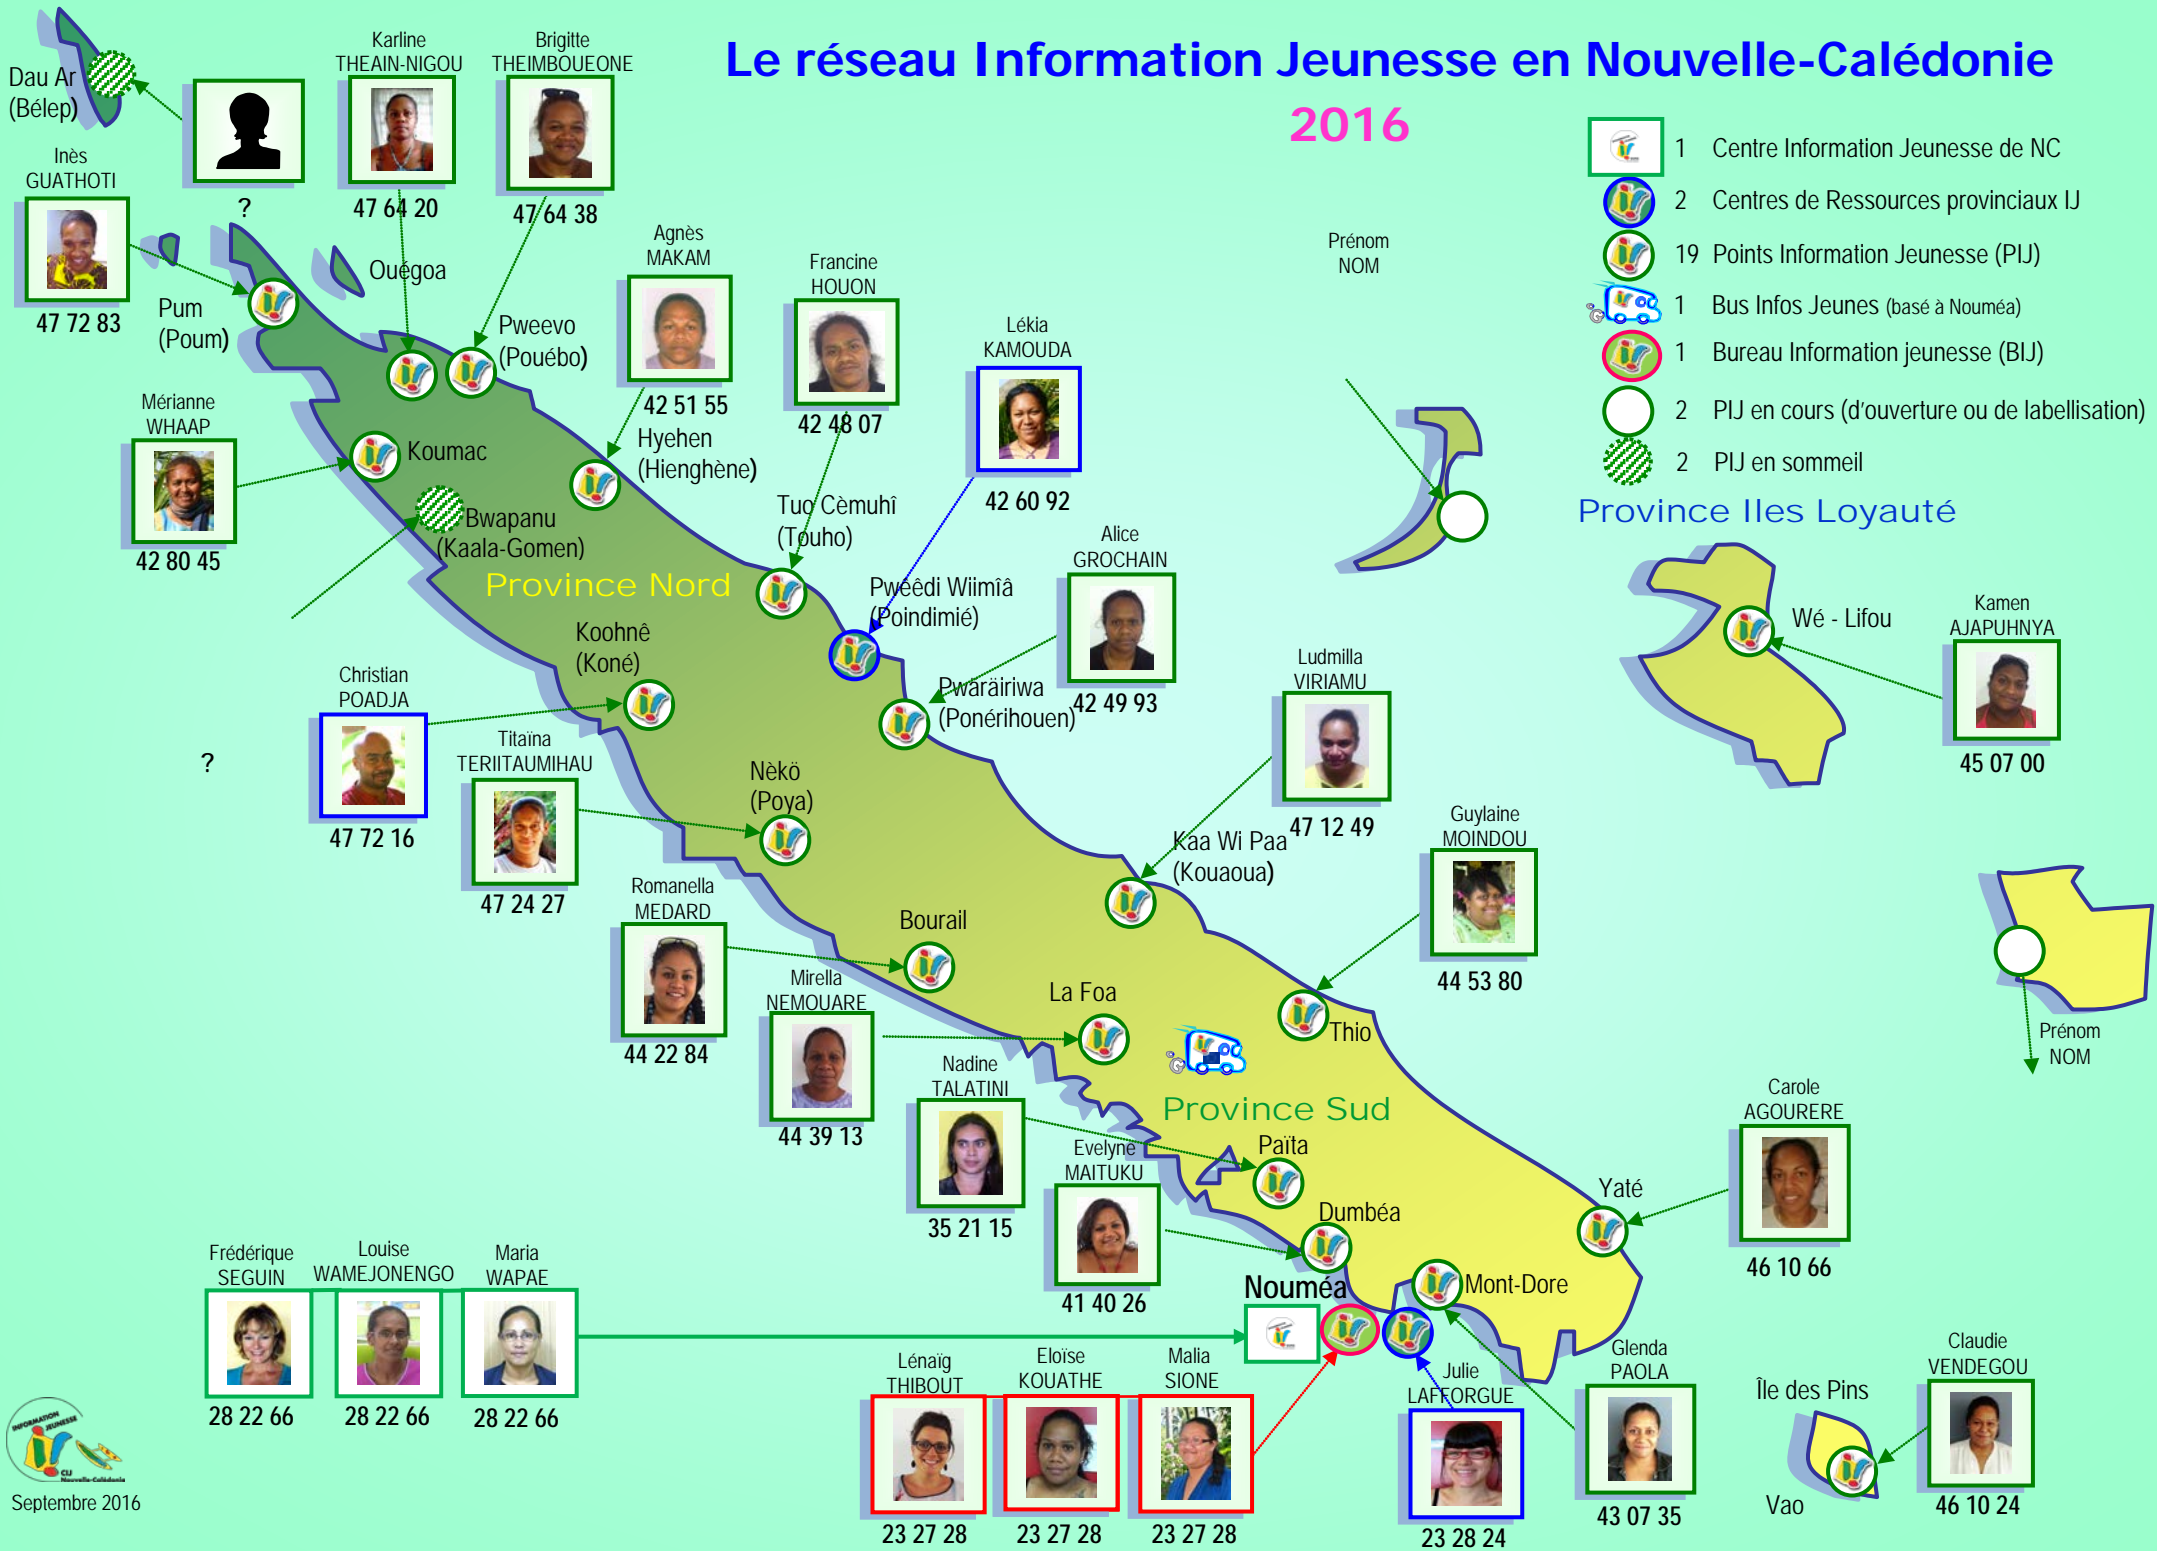 Le réseau Information Jeunesse en Nouvelle-Calédonie
2016
1 Centre Information Jeunesse de NC
2 Centres de Ressources provinciaux IJ
19 Points Information Jeunesse (PIJ)
1 Bus Infos Jeunes (basé à Nouméa)
1 Bureau Information jeunesse (BIJ)
2 PIJ en cours (d'ouverture ou de labellisation)
2 PIJ en sommeil
Dau Ar
(Bélep)
?
Karline
THEAIN-NIGOU
47 64 20
Brigitte
THEIMBOUEONE
47 64 38
Inès
GUATHOTI
47 72 83
Pum
(Poum)
Ouégoa
Pweevo
(Pouébo)
Agnès
MAKAM
42 51 55
Hyehen
(Hienghène)
Francine
HOUON
42 48 07
Tuo Cèmuhî
(Touho)
Lékia
KAMOUDA
42 60 92
Pwêêdi Wiimîâ
(Poindimié)
Mérianne
WHAAP
42 80 45
Koumac
Bwapanu
(Kaala-Gomen)
?
Province Nord
Alice
GROCHAIN
42 49 93
Pwäräiriwa
(Ponérihouen)
Koohnê
(Koné)
Christian
POADJA
47 72 16
Titaïna
TERIITAUMIHAU
47 24 27
Nèkö
(Poya)
Ludmilla
VIRIAMU
47 12 49
Kaa Wi Paa
(Kouaoua)
Guylaine
MOINDOU
44 53 80
Thio
Romanella
MEDARD
44 22 84
Bourail
Mirella
NEMOUARE
44 39 13
La Foa
Province Sud
Nadine
TALATINI
35 21 15
Païta
Evelyne
MAITUKU
41 40 26
Dumbéa
Carole
AGOURERE
46 10 66
Yaté
Mont-Dore
Nouméa
Frédérique
SEGUIN
28 22 66
Louise
WAMEJONENGO
28 22 66
Maria
WAPAE
28 22 66
Lénaïg
THIBOUT
23 27 28
Eloïse
KOUATHE
23 27 28
Malia
SIONE
23 27 28
Julie
LAFFORGUE
23 28 24
Glenda
PAOLA
43 07 35
Île des Pins
Vao
Claudie
VENDEGOU
46 10 24
Province Iles Loyauté
Prénom
NOM
Wé - Lifou
Kamen
AJAPUHNYA
45 07 00
Prénom
NOM
INFORMATION JEUNESSE
CIJ
Nouvelle-Calédonie
Septembre 2016